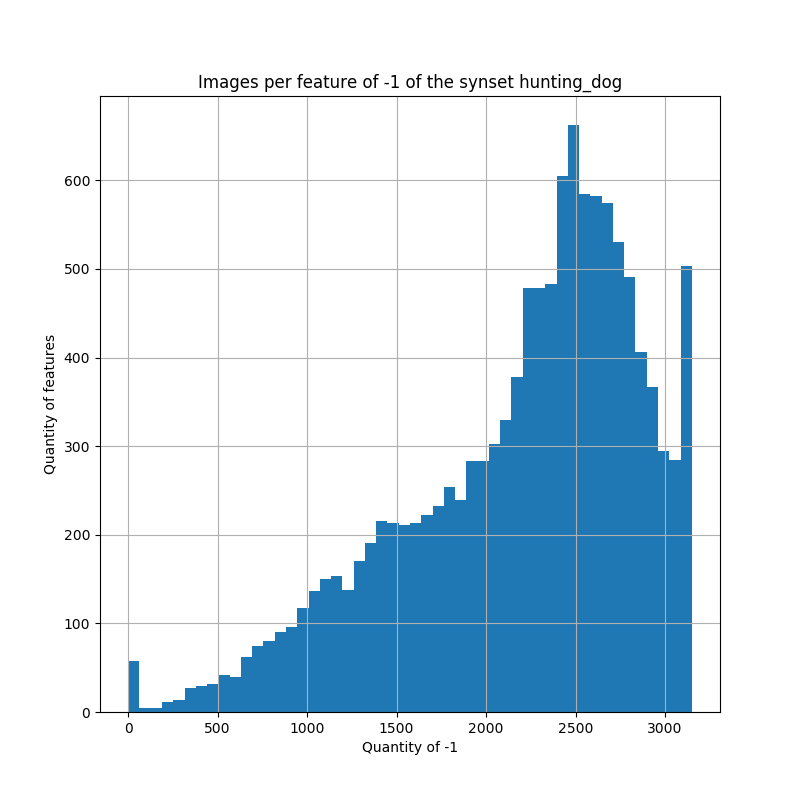 Images per feature of -1 of the synset hunting_dog
600
500
400
300
200
100
0
Quantity of features
0 500 1000 1500 2000 2500 3000
Quantity of -1